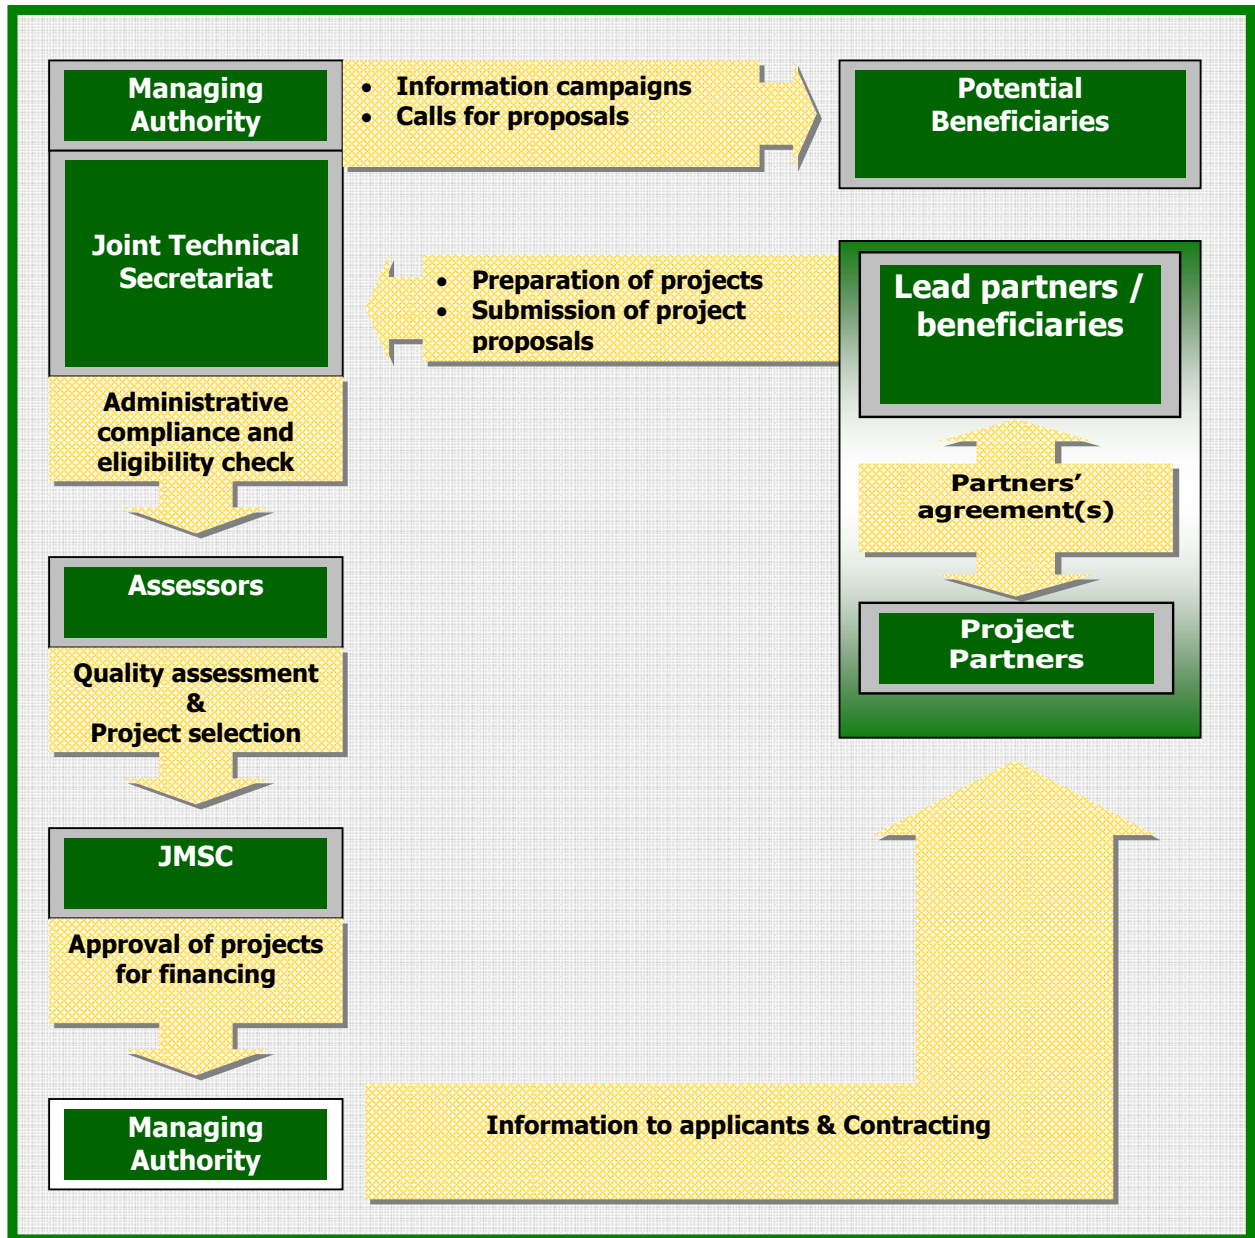 Managing
Authority
• Information campaigns
• Calls for proposals
Potential
Beneficiaries
Joint Technical
Secretariat
• Preparation of projects
• Submission of project
proposals
Lead partners /
beneficiaries
Administrative
compliance and
eligibility check
Partners’
agreement(s)
Assessors
Project
Partners
Quality assessment
&
Project selection
JMSC
Approval of projects
for financing
Managing
Authority
Information to applicants & Contracting